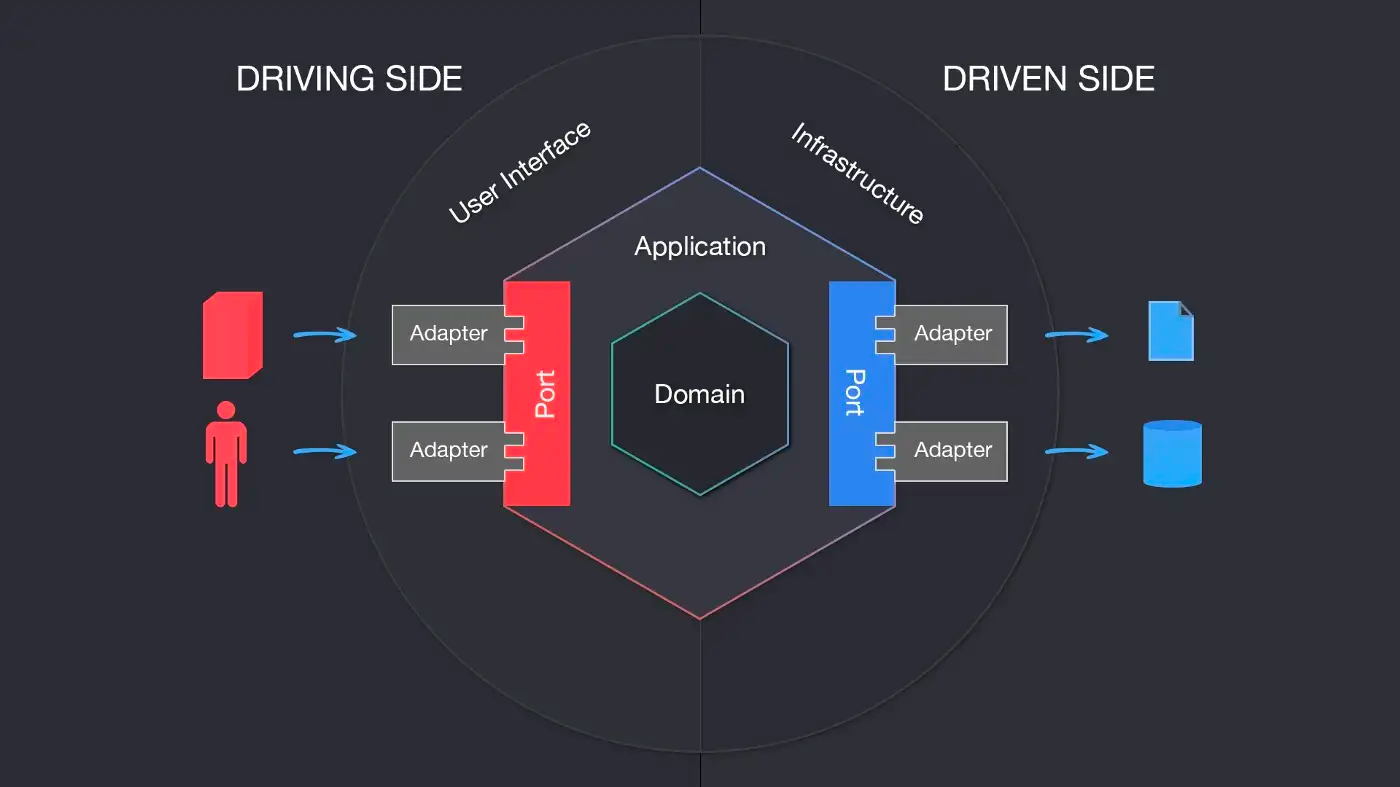 DRIVING SIDE
DRIVEN SIDE
User Interface
Infrastructure
Application
Adapter
Adapter
Port
Domain
Port
Adapter
Adapter